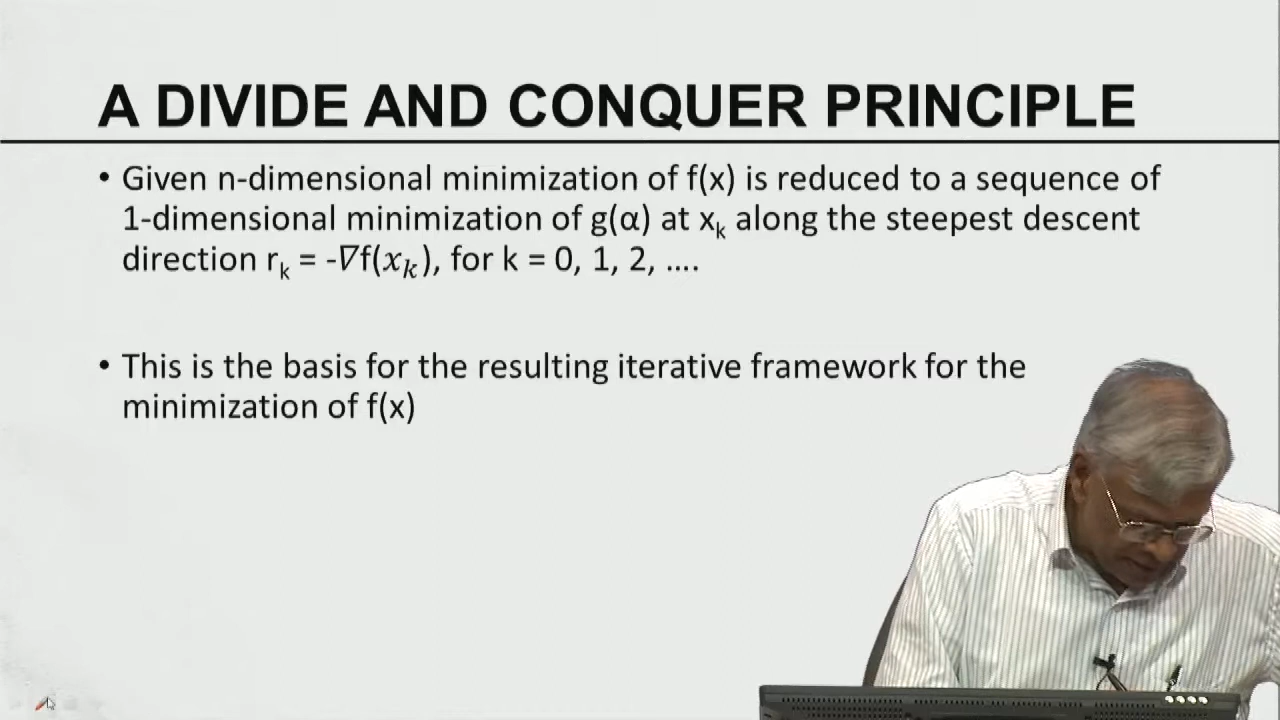 A DIVIDE AND CONQUER PRINCIPLE
• Given n-dimensional minimization of f(x) is reduced to a sequence of
1-dimensional minimization of g(α) at xₖ along the steepest descent
direction rₖ = -∇f(xₖ), for k = 0, 1, 2, ….
• This is the basis for the resulting iterative framework for the
minimization of f(x)